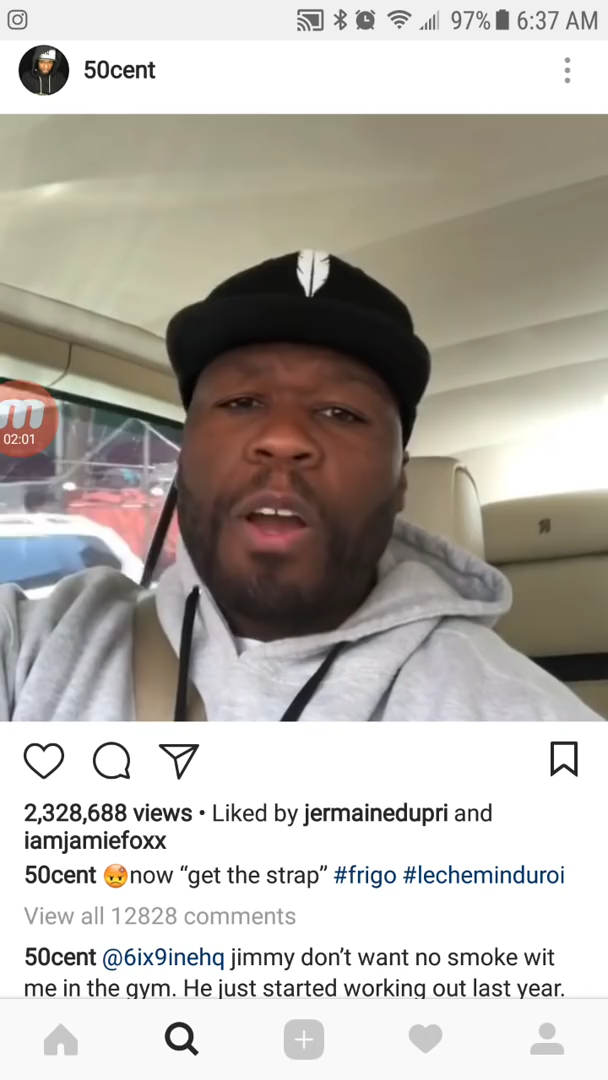 97% 6:37 AM
50cent
02:01
2,328,688 views • Liked by jermainedupri and
iamjamiefoxx
50cent 😡now “get the strap” #frigo #lecheminduroi
View all 12828 comments
50cent @6ix9inehq jimmy don’t want no smoke wit
me in the gym. He just started working out last year.